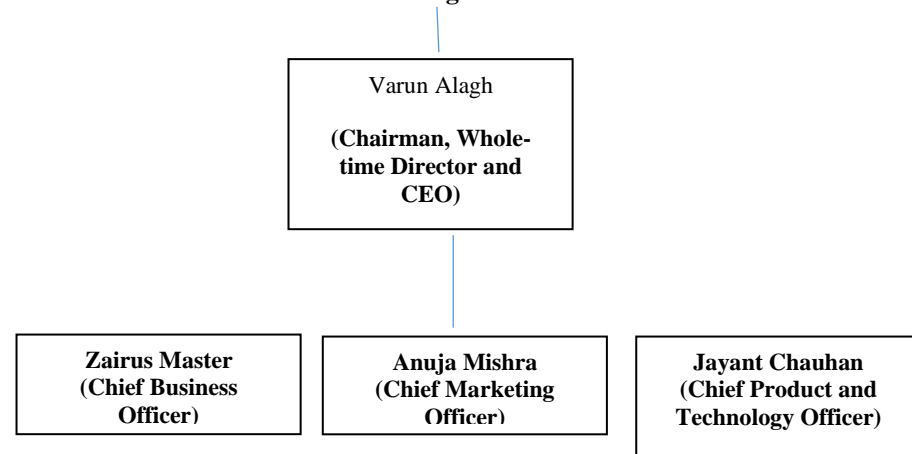 Varun Alagh
(Chairman, Whole-
time Director and
CEO)
Zairus Master
(Chief Business
Officer)
Anuja Mishra
(Chief Marketing
Officer)
Jayant Chauhan
(Chief Product and
Technology Officer)